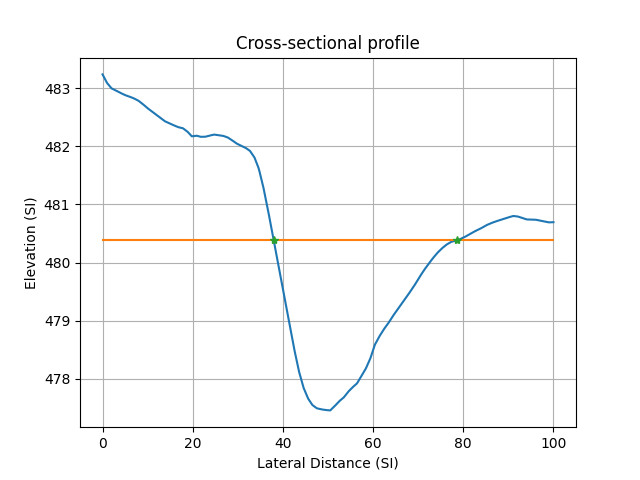 Cross-sectional profile
483
482
481
480
479
478
Elevation (SI)
0 20 40 60 80 100
Lateral Distance (SI)